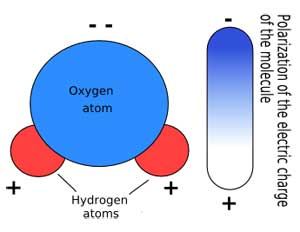 - -
Oxygen
atom
+
+
Hydrogen
atoms
-
+
Polarization of the electric charge
of the molecule